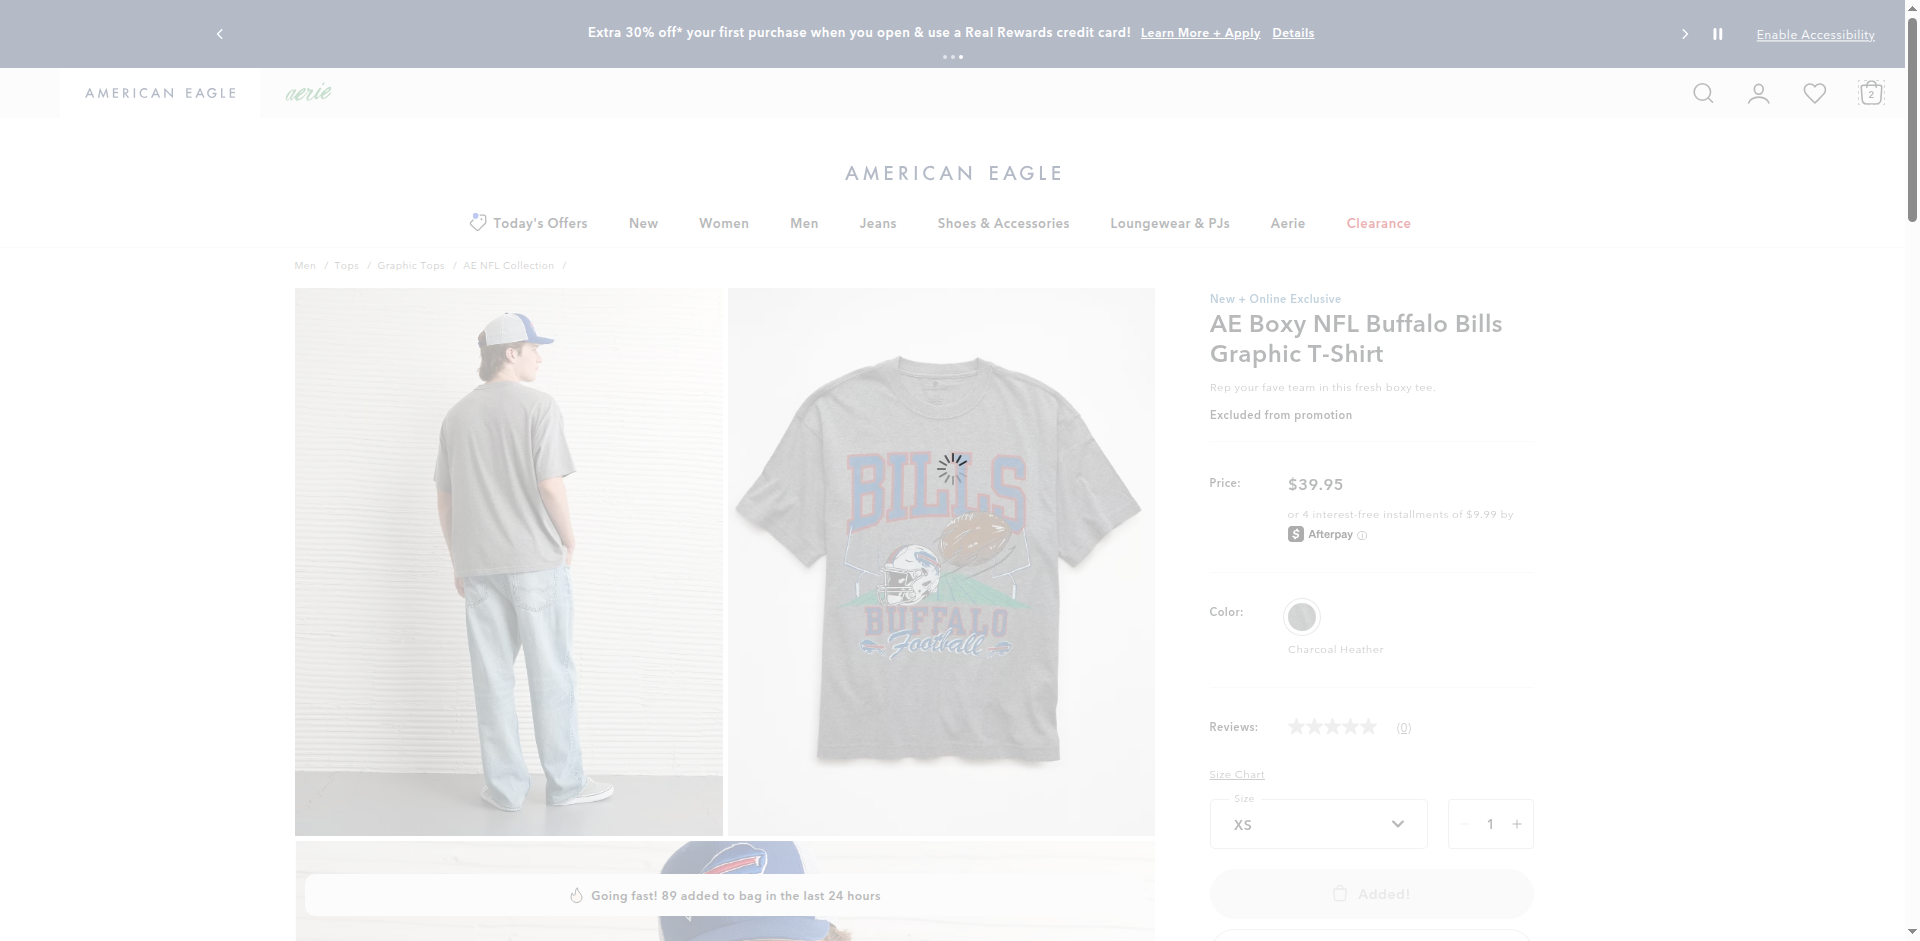 Extra 30% off* your first purchase when you open & use a Real Rewards credit card! Learn More + Apply Details
Enable Accessibility
AMERICAN EAGLE
aerie
2
AMERICAN EAGLE
Today's Offers
New
Women
Men
Jeans
Shoes & Accessories
Loungewear & PJs
Aerie
Clearance
Men / Tops / Graphic Tops / AE NFL Collection /
BILLS
BUFFALO
Football
New + Online Exclusive
AE Boxy NFL Buffalo Bills
Graphic T-Shirt
Rep your fave team in this fresh boxy tee.
Excluded from promotion
Price:
$39.95
or 4 interest-free installments of $9.99 by
Afterpay
Color:
Charcoal Heather
Reviews:
(0)
Size Chart
Size
XS
1
Added!
Going fast! 89 added to bag in the last 24 hours